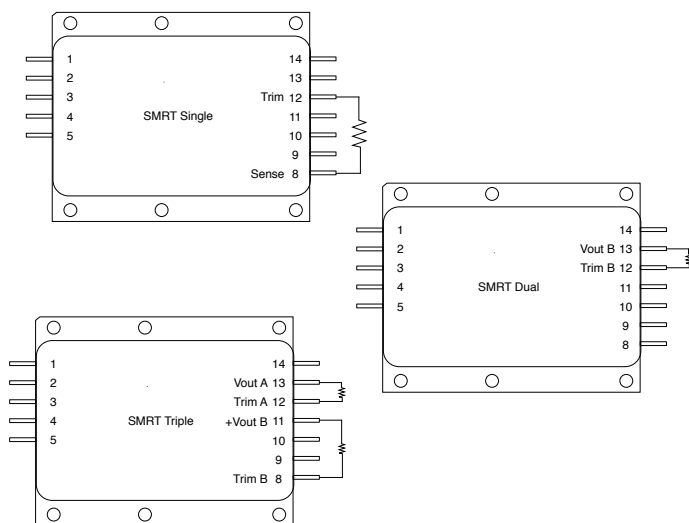 1 14
2 13
3 Trim 12
4 SMRT Single 11
5 10
9
Sense 8
1 14
2 Vout B 13
3 Trim B 12
4 SMRT Dual 11
5 10
9
8
1 14
2 Vout A 13
3 Trim A 12
4 SMRT Triple +Vout B 11
5 10
9
Trim B 8